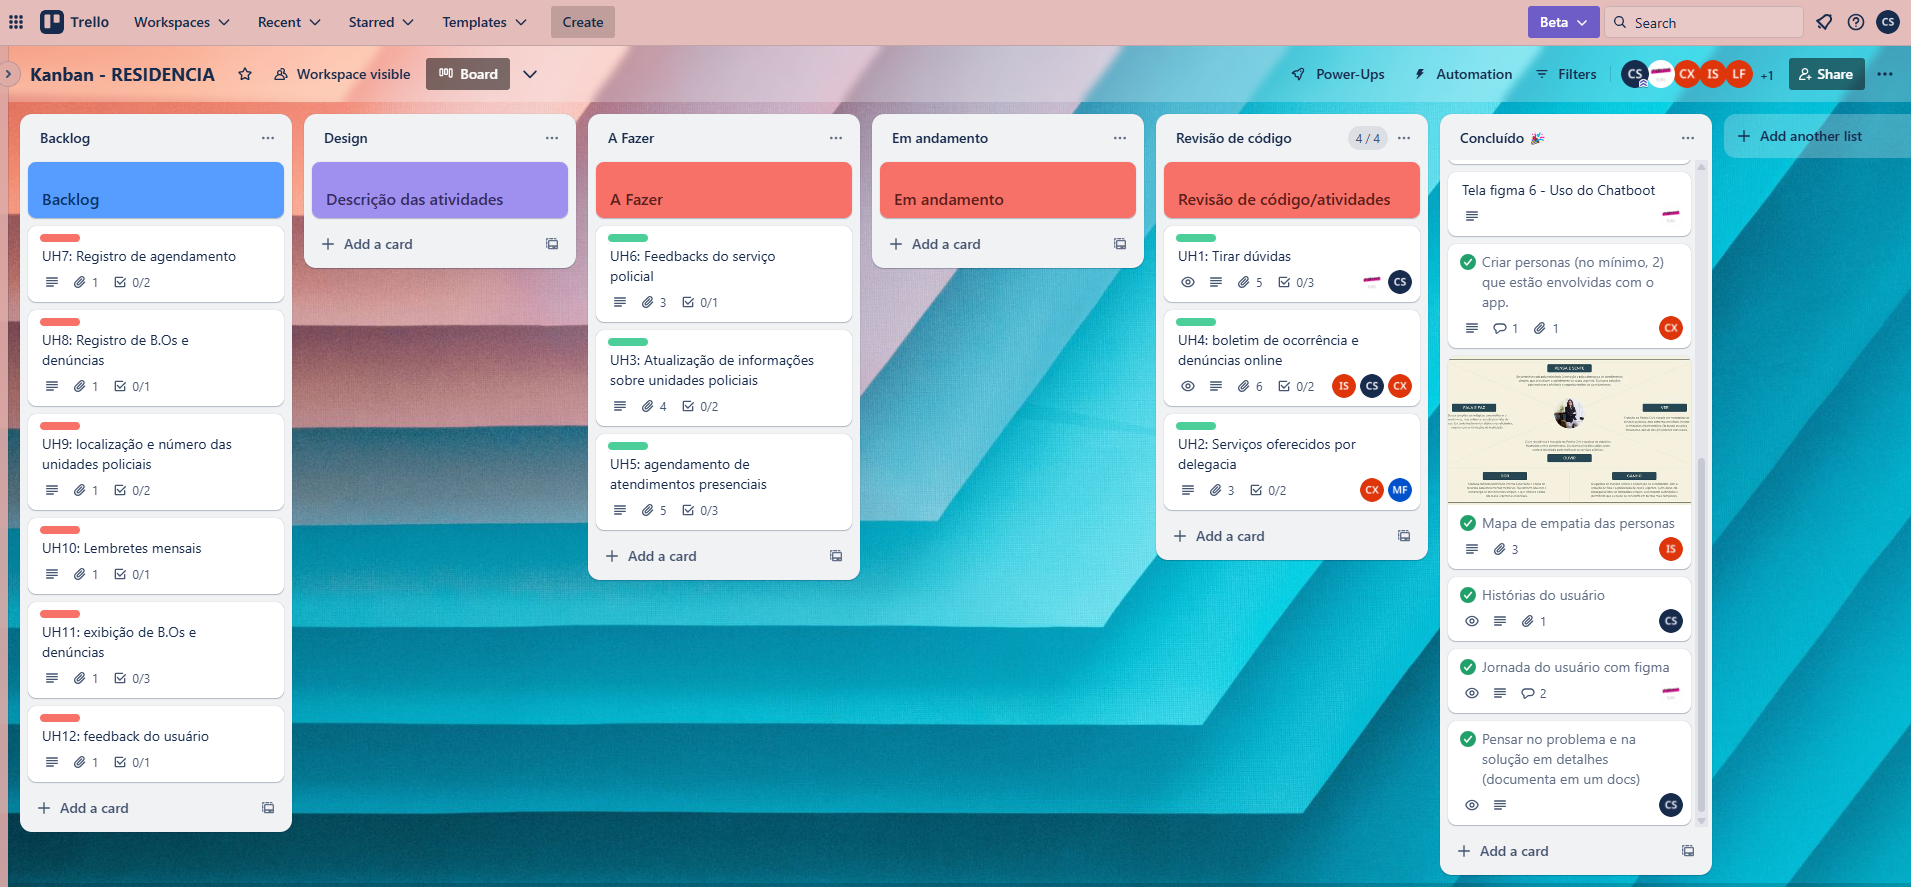 Trello
Workspaces
Recent
Starred
Templates
Create
Beta
Search
CS
Kanban - RESIDENCIA
Workspace visible
Board
Power-Ups
Automation
Filters
CS
CX
IS
LF
+1
Share
Backlog
Backlog
UH7: Registro de agendamento
1
0/2
UH8: Registro de B.Os e
denúncias
1
0/1
UH9: localização e número das
unidades policiais
1
0/2
UH10: Lembretes mensais
1
0/1
UH11: exibição de B.Os e
denúncias
1
0/3
UH12: feedback do usuário
1
0/1
Add a card
Design
Descrição das atividades
Add a card
A Fazer
A Fazer
UH6: Feedbacks do serviço
policial
3
0/1
UH3: Atualização de informações
sobre unidades policiais
4
0/2
UH5: agendamento de
atendimentos presenciais
5
0/3
Add a card
Em andamento
Em andamento
Add a card
Revisão de código
4 / 4
Revisão de código/atividades
UH1: Tirar dúvidas
5
0/3
CS
UH4: boletim de ocorrência e
denúncias online
6
0/2
IS
CS
CX
UH2: Serviços oferecidos por
delegacia
3
0/2
CX
MF
Add a card
Concluído 🎉
Tela figma 6 - Uso do Chatboot
Criar personas (no mínimo, 2)
que estão envolvidas com o
app.
1
1
CX
PENSA E SENTE
FALA E FAZ
VER
OUVIR
DOR
GANHO
Mapa de empatia das personas
3
IS
Histórias do usuário
1
CS
Jornada do usuário com figma
2
Pensar no problema e na
solução em detalhes
(documenta em um docs)
CS
Add a card
Add another list